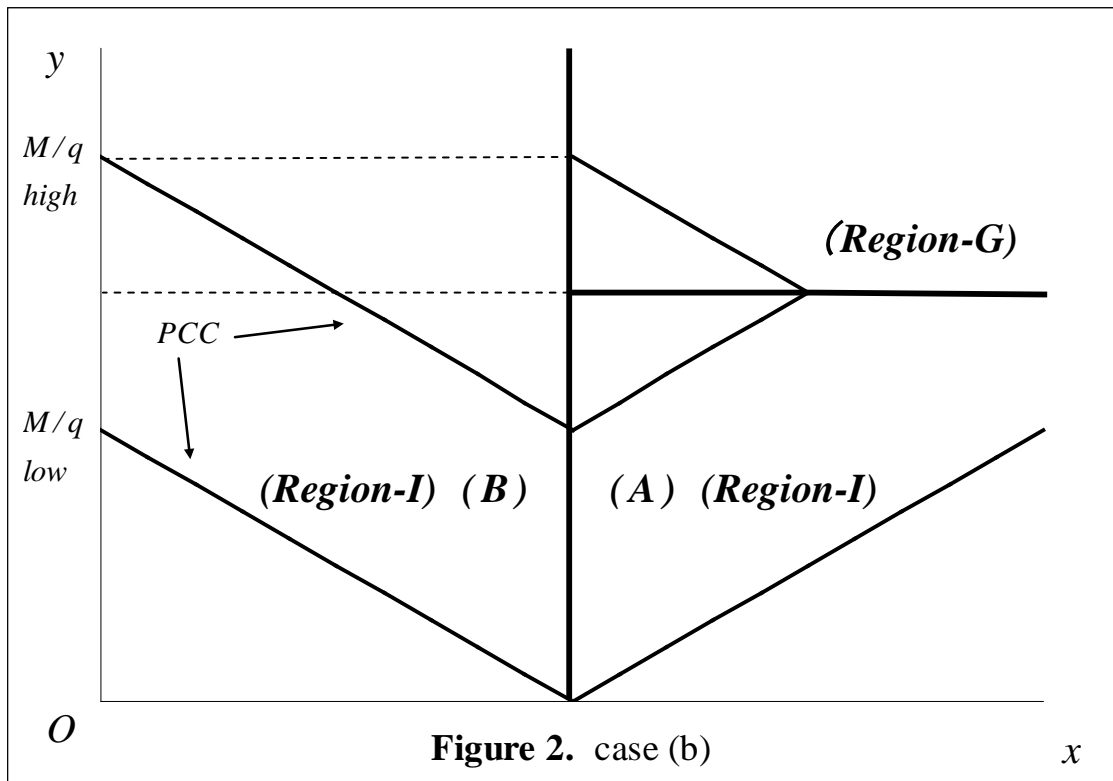 y
M/q
high
(Region-G)
PCC
M/q
low
(Region-I) (B)
(A) (Region-I)
O
Figure 2. case (b)
x